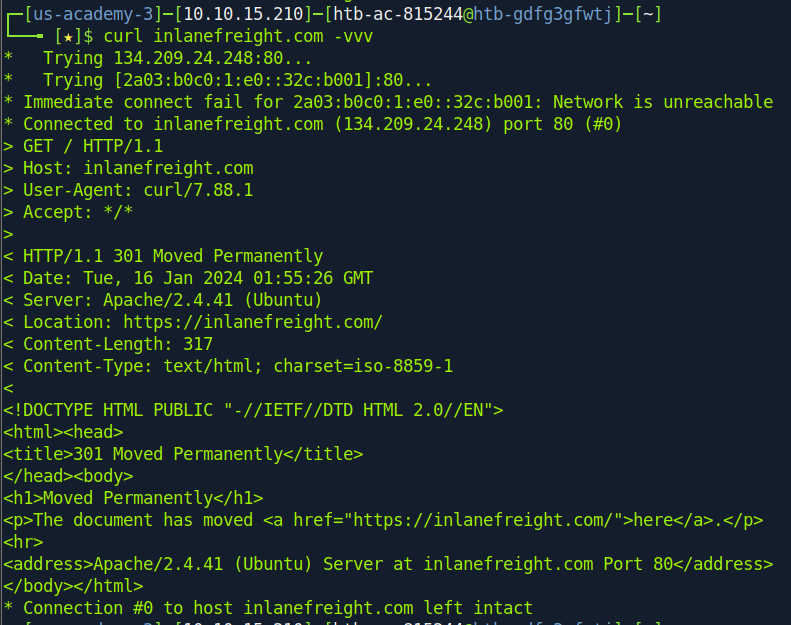 ┌─[us-academy-3]─[10.10.15.210]─[htb-ac-815244@htb-gdfg3gfwtj]─[~]
└──╼ [★]$ curl inlanefreight.com -vvv
*   Trying 134.209.24.248:80...
*   Trying [2a03:b0c0:1:e0::32c:b001]:80...
* Immediate connect fail for 2a03:b0c0:1:e0::32c:b001: Network is unreachable
* Connected to inlanefreight.com (134.209.24.248) port 80 (#0)
> GET / HTTP/1.1
> Host: inlanefreight.com
> User-Agent: curl/7.88.1
> Accept: */*
>
< HTTP/1.1 301 Moved Permanently
< Date: Tue, 16 Jan 2024 01:55:26 GMT
< Server: Apache/2.4.41 (Ubuntu)
< Location: https://inlanefreight.com/
< Content-Length: 317
< Content-Type: text/html; charset=iso-8859-1
<
<!DOCTYPE HTML PUBLIC "-//IETF//DTD HTML 2.0//EN">
<html><head>
<title>301 Moved Permanently</title>
</head><body>
<h1>Moved Permanently</h1>
<p>The document has moved <a href="https://inlanefreight.com/">here</a>.</p>
<hr>
<address>Apache/2.4.41 (Ubuntu) Server at inlanefreight.com Port 80</address>
</body></html>
* Connection #0 to host inlanefreight.com left intact